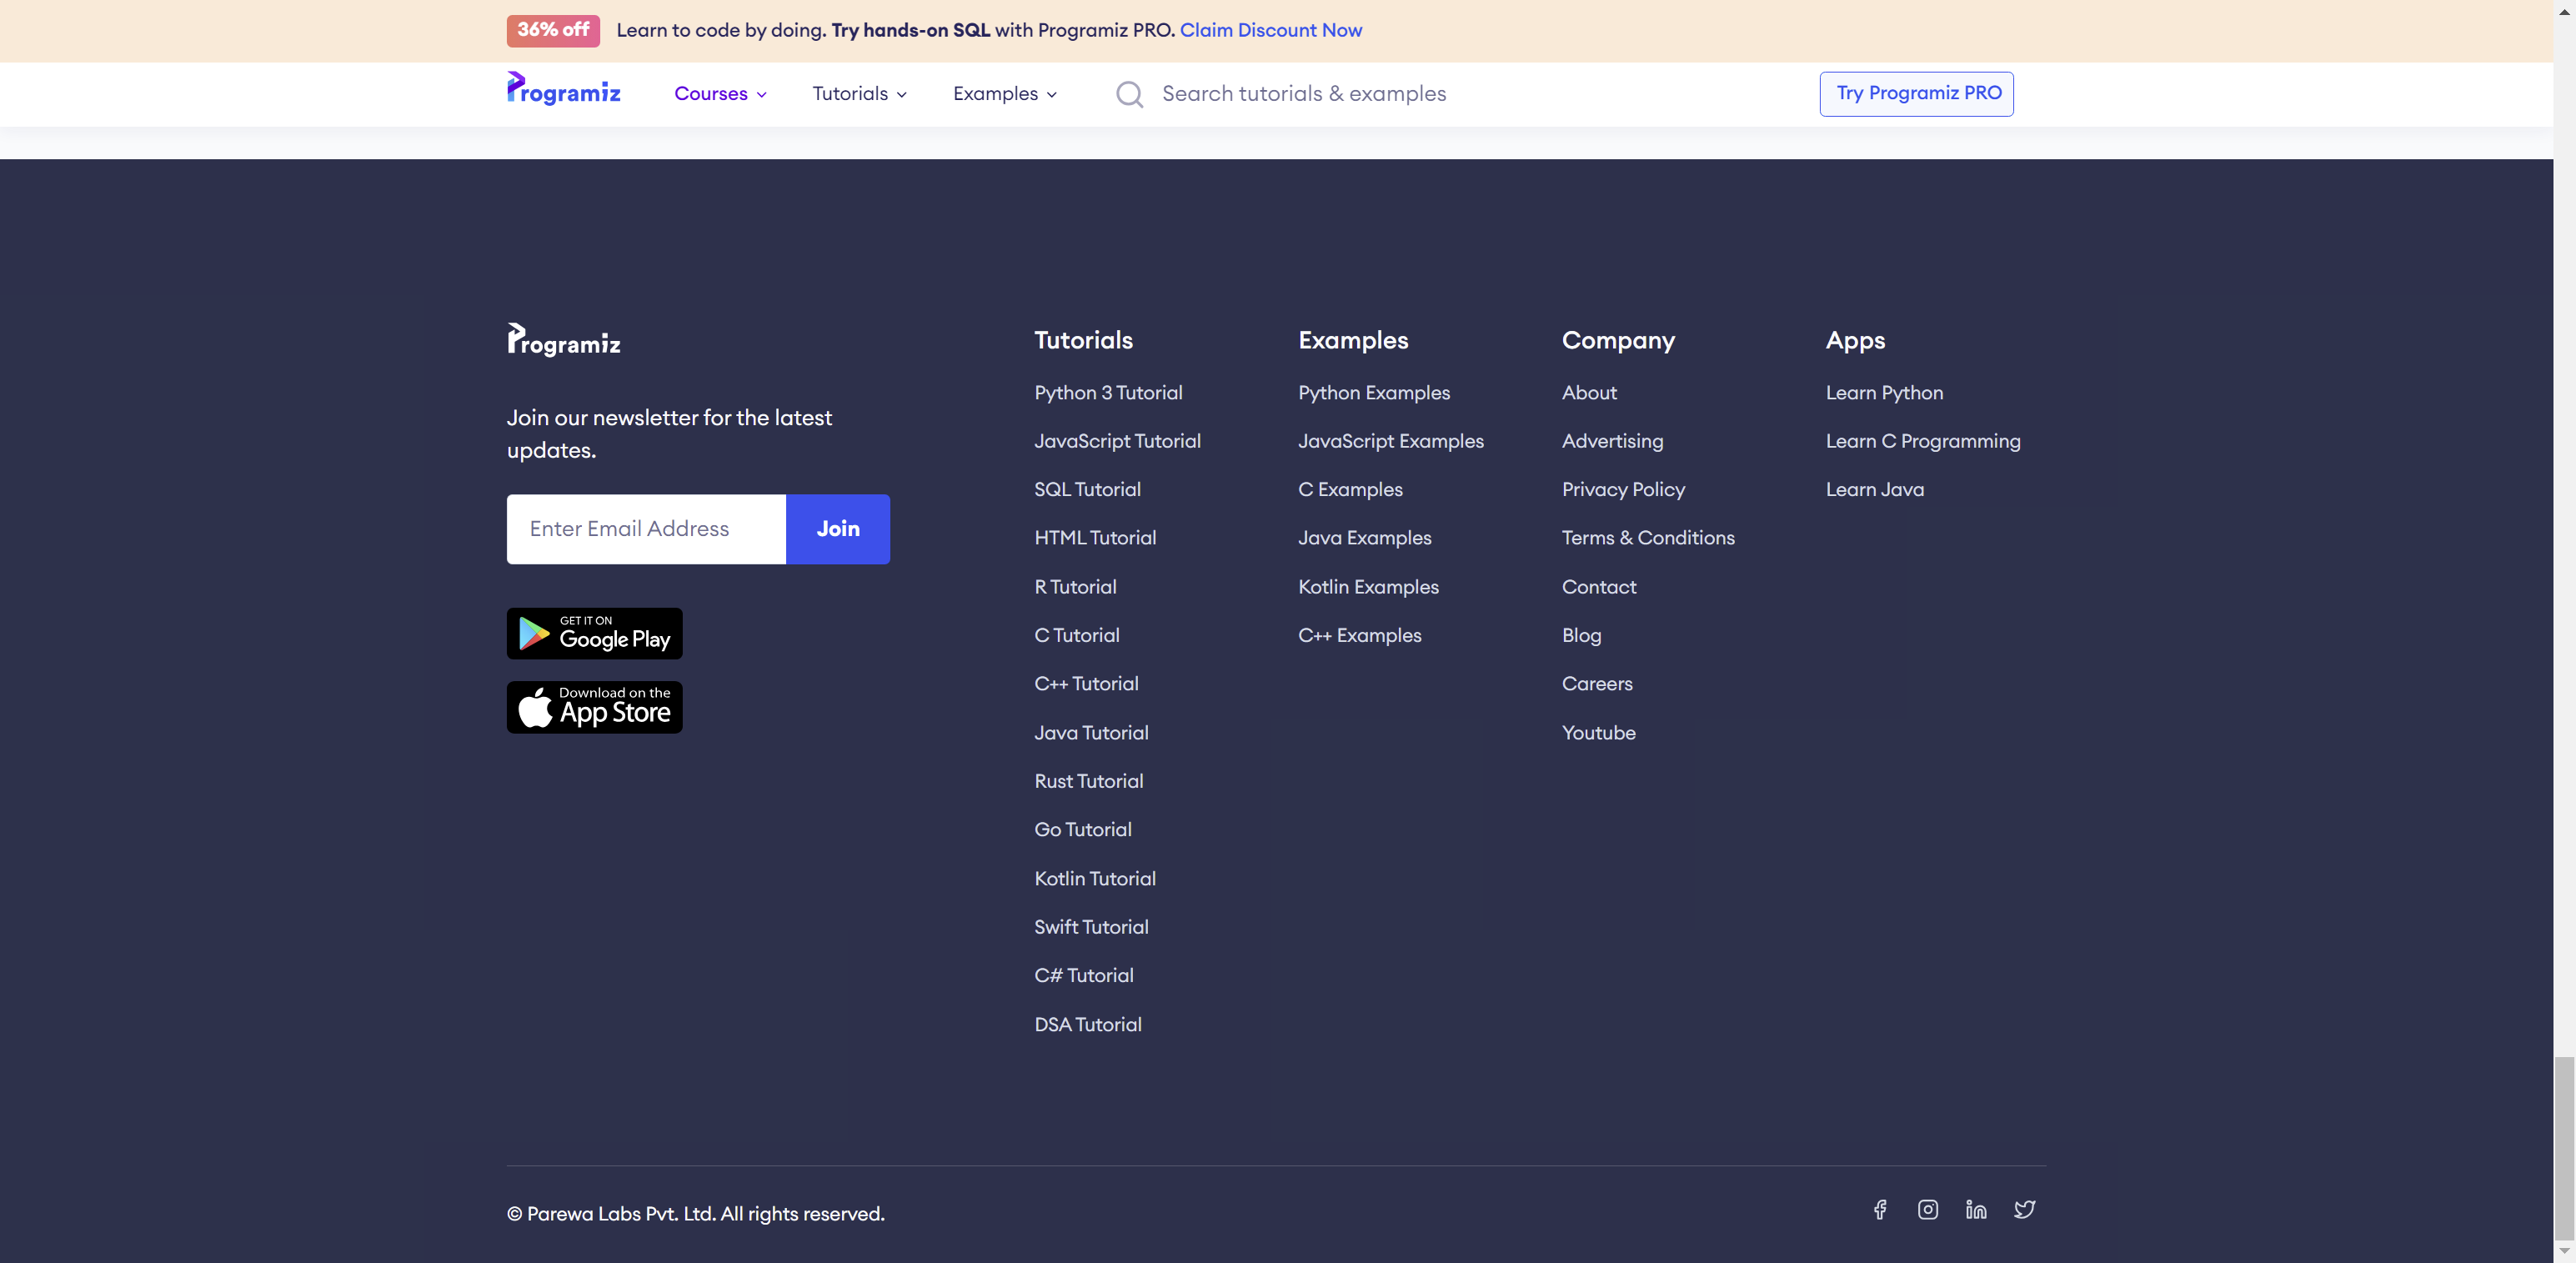 36% off Learn to code by doing. Try hands-on SQL with Programiz PRO. Claim Discount Now
Programiz Courses Tutorials Examples Search tutorials & examples Try Programiz PRO
Programiz
Join our newsletter for the latest
updates.
Enter Email Address Join
GET IT ON
Google Play
Download on the
App Store
Tutorials
Python 3 Tutorial
JavaScript Tutorial
SQL Tutorial
HTML Tutorial
R Tutorial
C Tutorial
C++ Tutorial
Java Tutorial
Rust Tutorial
Go Tutorial
Kotlin Tutorial
Swift Tutorial
C# Tutorial
DSA Tutorial
Examples
Python Examples
JavaScript Examples
C Examples
Java Examples
Kotlin Examples
C++ Examples
Company
About
Advertising
Privacy Policy
Terms & Conditions
Contact
Blog
Careers
Youtube
Apps
Learn Python
Learn C Programming
Learn Java
© Parewa Labs Pvt. Ltd. All rights reserved.